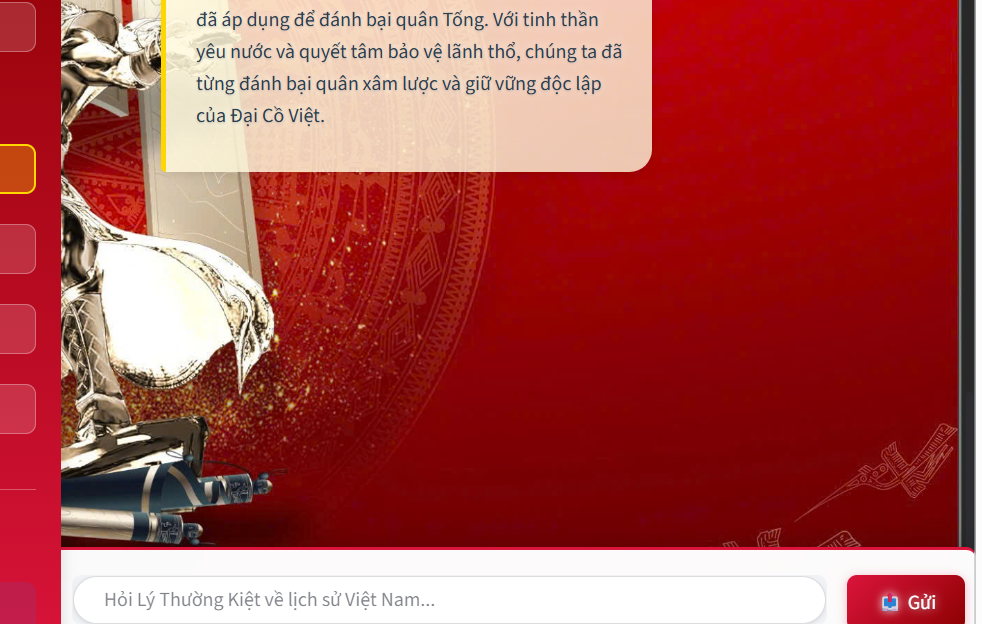 đã áp dụng để đánh bại quân Tống. Với tinh thần
yêu nước và quyết tâm bảo vệ lãnh thổ, chúng ta đã
từng đánh bại quân xâm lược và giữ vững độc lập
của Đại Cồ Việt.
Hỏi Lý Thường Kiệt về lịch sử Việt Nam...
Gửi